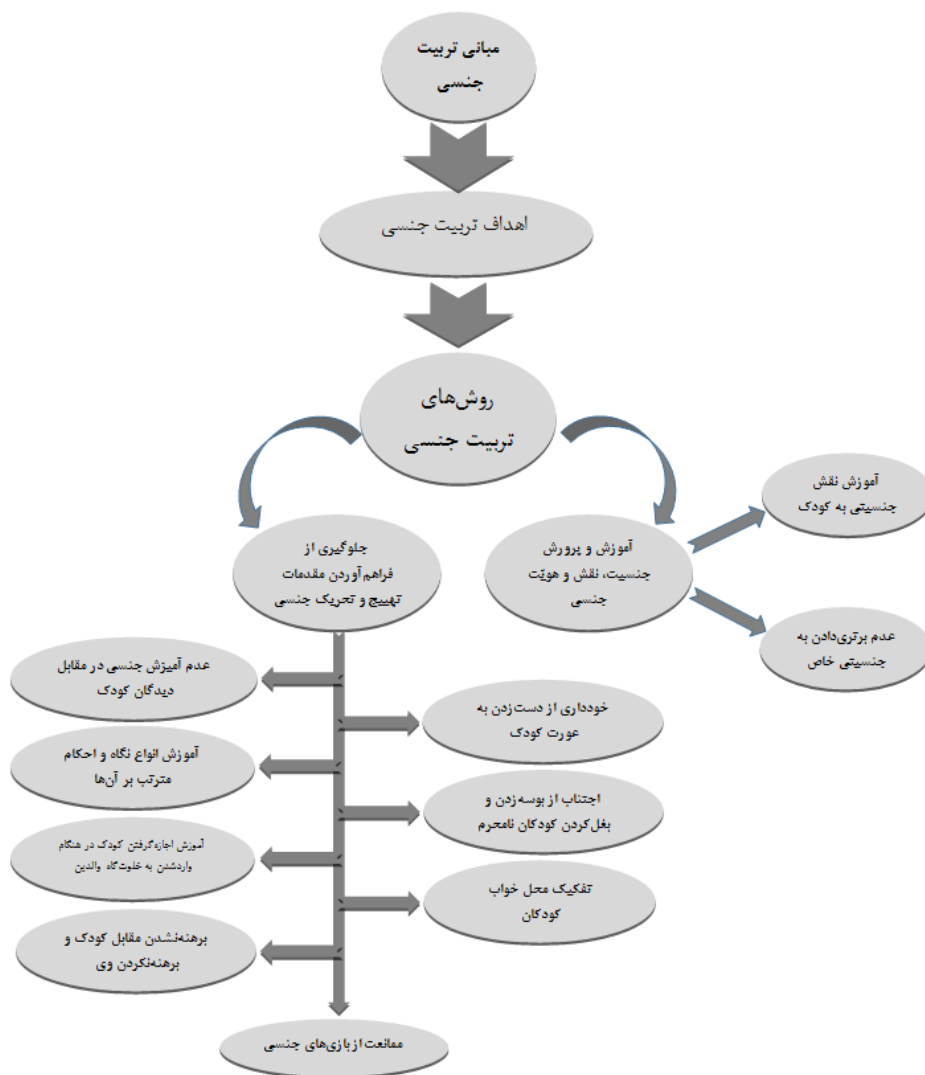 مبانی تربیت
جنسی
اهداف تربیت جنسی
روش‌های
تربیت جنسی
آموزش نقش
جنسیتی به کودک
آموزش و پرورش
جنسیت، نقش و هویّت
جنسی
عدم برتری‌دادن به
جنسیتی خاص
جلوگیری از
فراهم‌آوردن مقدمات
تهییج و تحریک جنسی
عدم آمیزش جنسی در مقابل
دیدگان کودک
خودداری از دست‌زدن به
عورت کودک
آموزش انواع نگاه و احکام
مترتب بر آن‌ها
اجتناب از بوسه‌زدن و
بغل‌کردن کودکان نامحرم
آموزش اجازه‌گرفتن کودک در هنگام
واردشدن به خلوت‌گاه والدین
تفکیک محل خواب
کودکان
برهنه‌نشدن مقابل کودک و
برهنه‌نکردن وی
ممانعت از بازی‌های جنسی